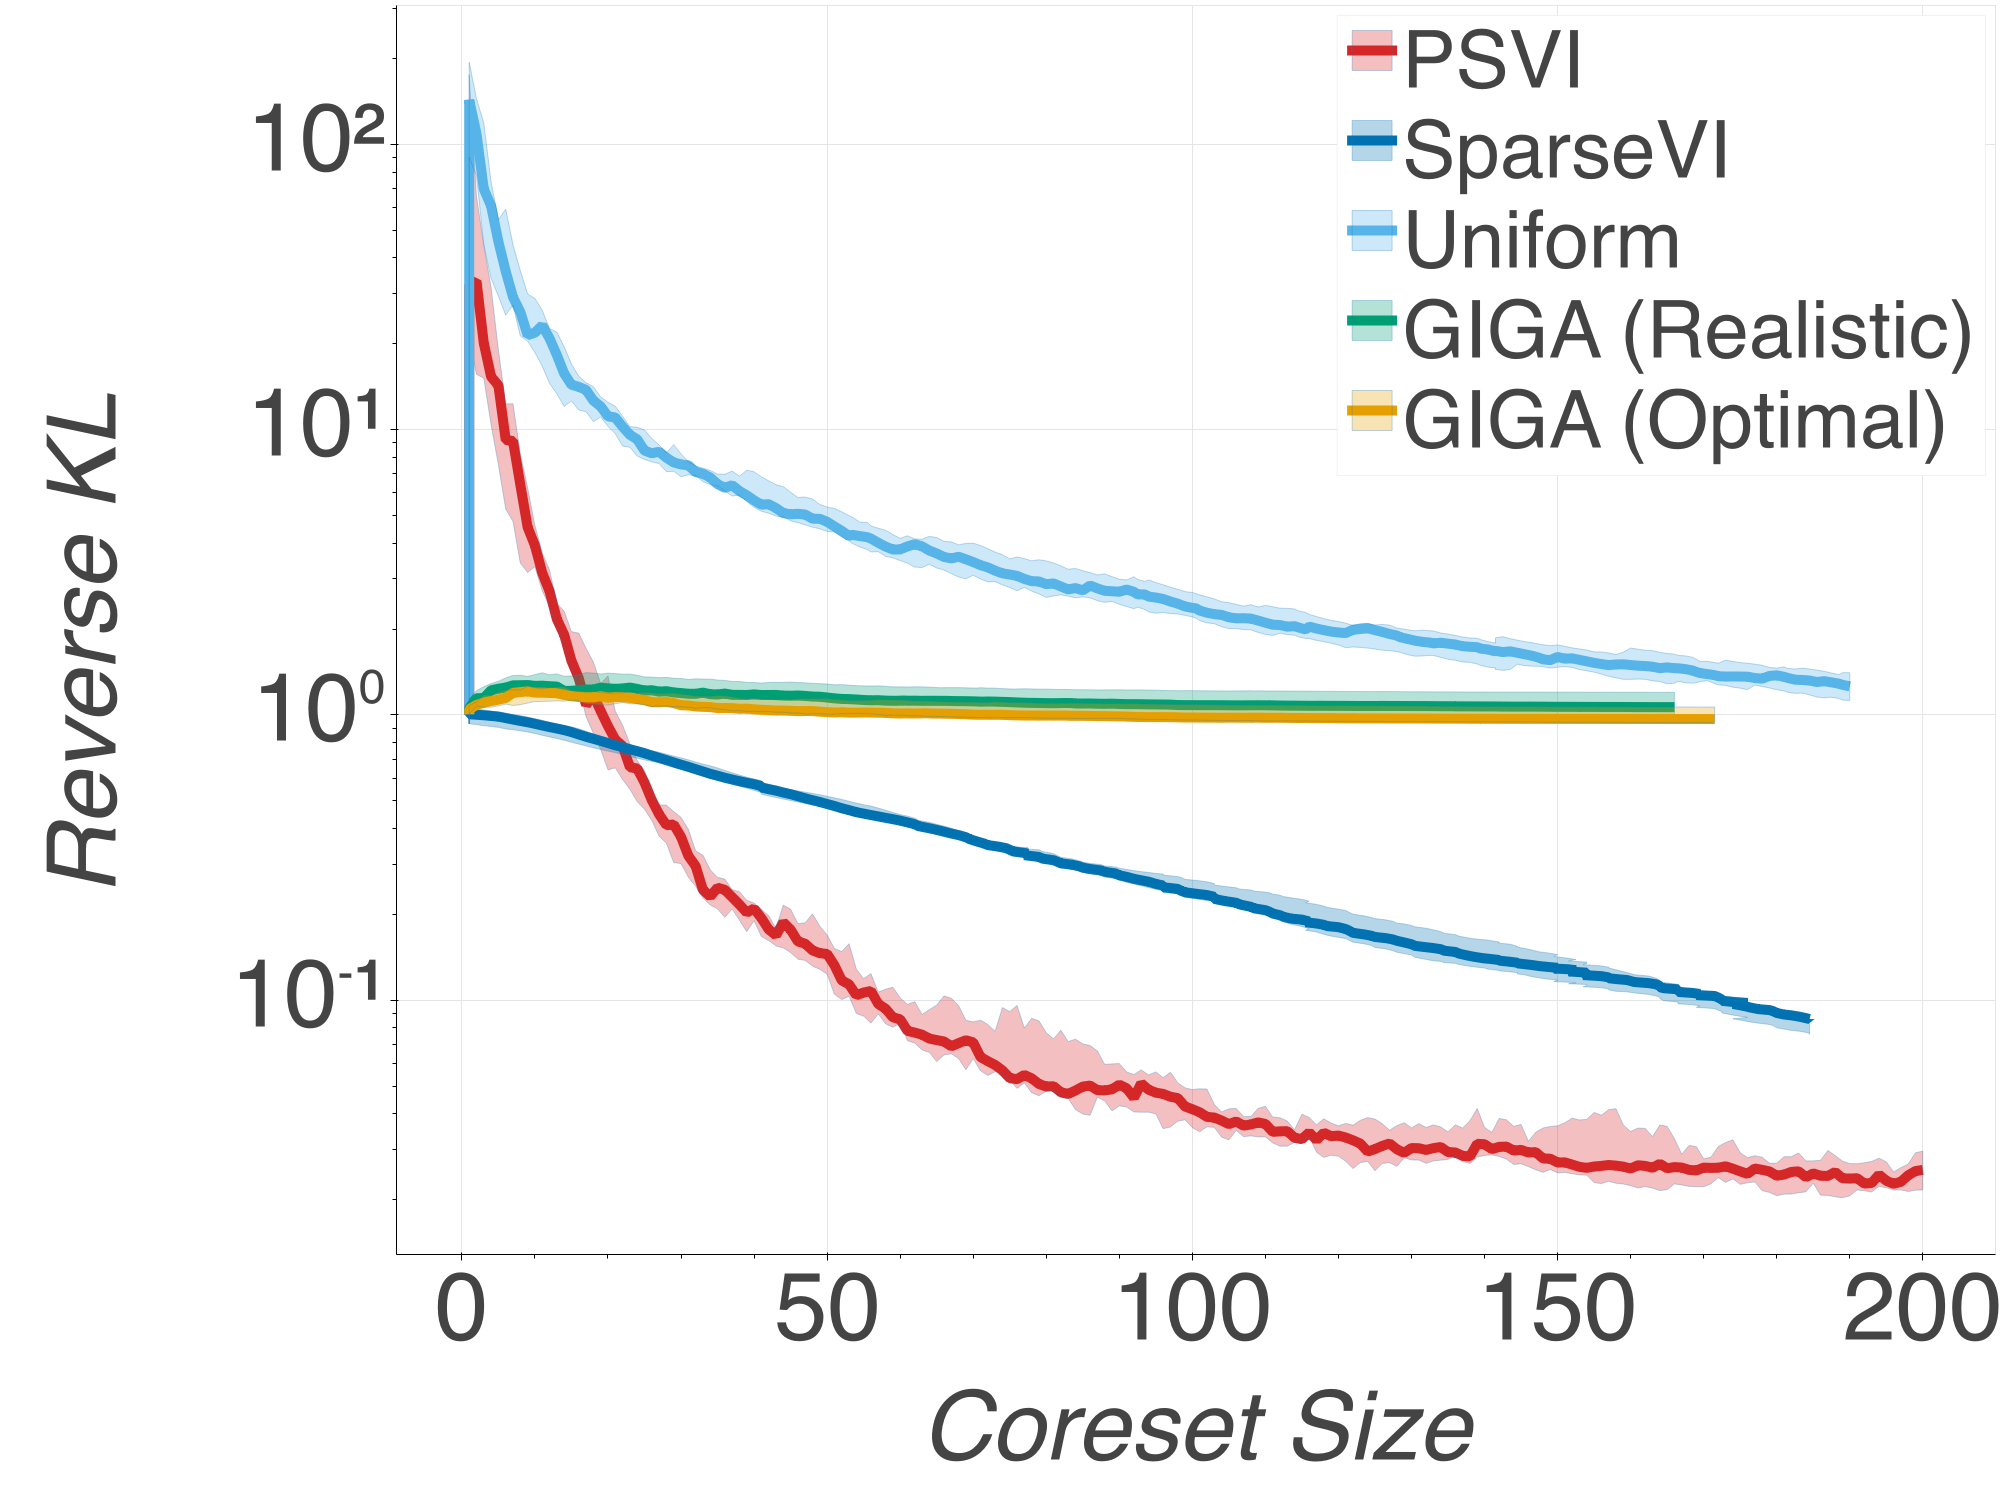 PSVI
SparseVI
Uniform
GIGA (Realistic)
GIGA (Optimal)
10²
10¹
10⁰
10⁻¹
Reverse KL
0 50 100 150 200
Coreset Size